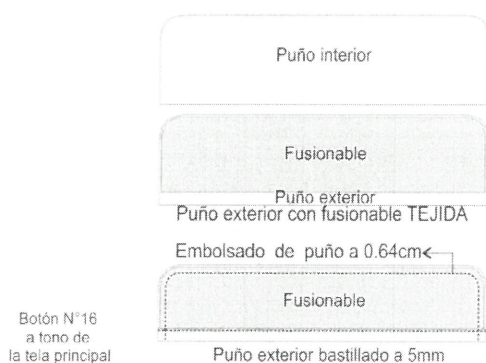 Puño interior
Fusionable
Puño exterior
Puño exterior con fusionable TEJIDA
Embolsado de puño a 0.64cm
Fusionable
Botón N°16
a tono de
la tela principal
Puño exterior bastillado a 5mm